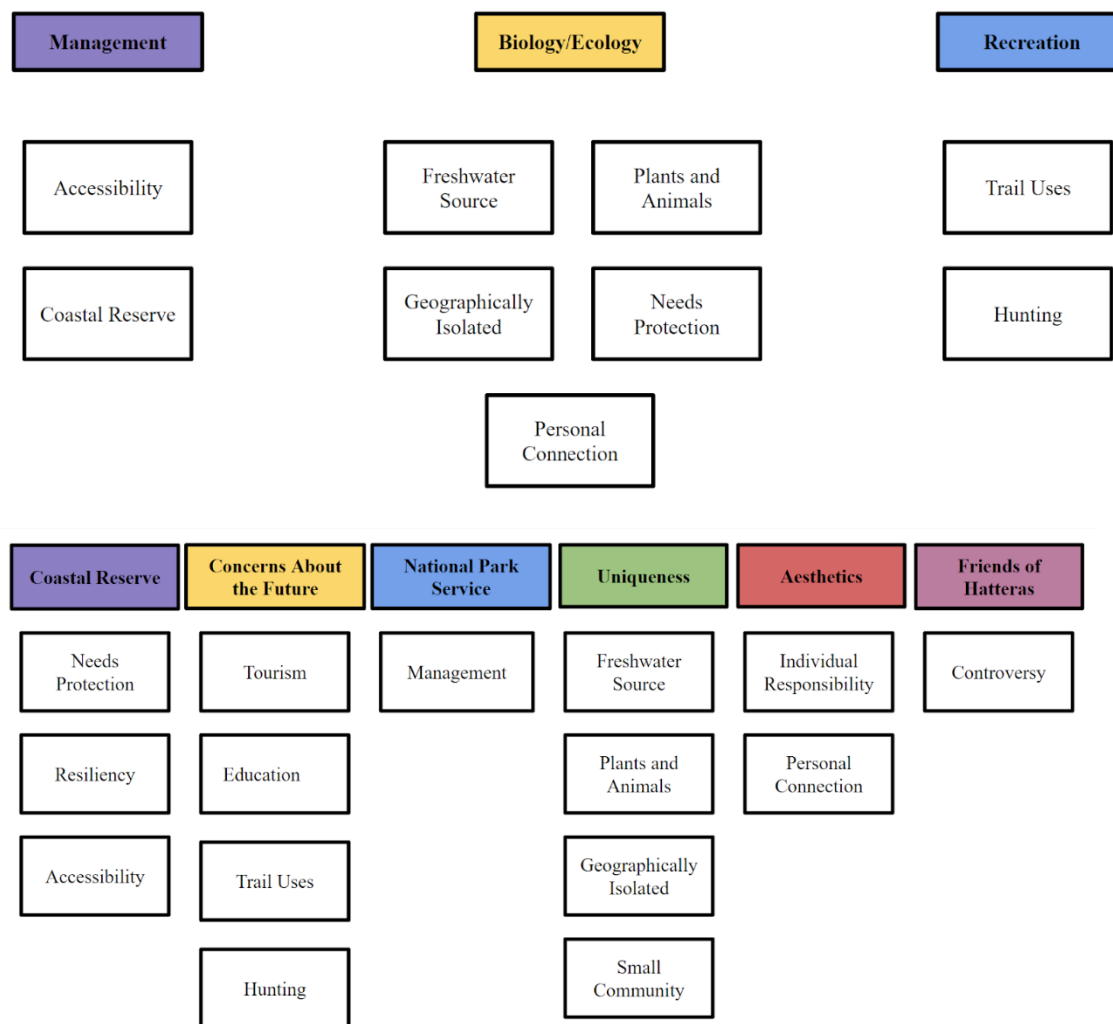 Management
Biology/Ecology
Recreation
Accessibility
Freshwater
Source
Plants and
Animals
Trail Uses
Coastal Reserve
Geographically
Isolated
Needs
Protection
Hunting
Personal
Connection
Coastal Reserve
Concerns About
the Future
National Park
Service
Uniqueness
Aesthetics
Friends of
Hatteras
Needs
Protection
Tourism
Management
Freshwater
Source
Individual
Responsibility
Controversy
Resiliency
Education
Plants and
Animals
Personal
Connection
Accessibility
Trail Uses
Geographically
Isolated
Hunting
Small
Community